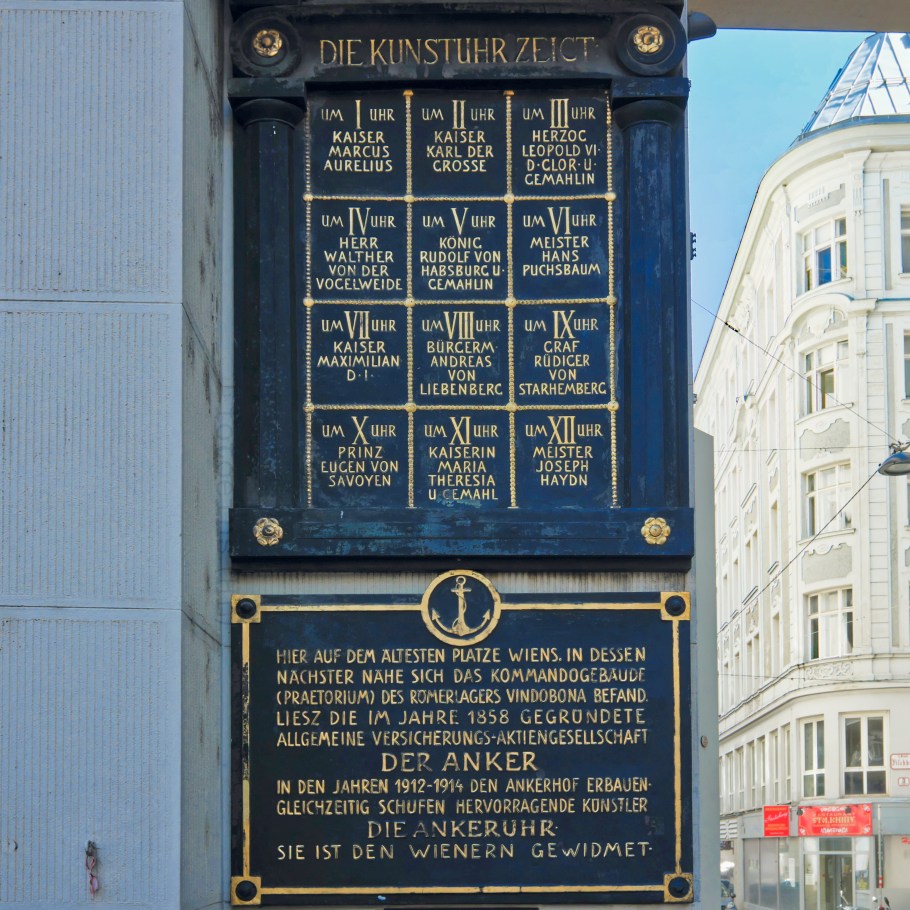 DIE KUNSTUHR ZEIGT·
UM I UHR
KAISER
MARCUS
AURELIUS
UM II UHR
KAISER
KARL DER
GROSSE
UM III UHR
HERZOG
LEOPOLD VI·
D·GLOR·U·
GEMAHLIN
UM IV UHR
HERR
WALTHER
VON DER
VOGELWEIDE
UM V UHR
KÖNIG
RUDOLF VON
HABSBURG U·
GEMAHLIN
UM VI UHR
MEISTER
HANS
PUCHSBAUM
UM VII UHR
KAISER
MAXIMILIAN
D·I·
UM VIII UHR
BÜRGERM·
ANDREAS
VON
LIEBENBERG
UM IX UHR
GRAF
RÜDIGER
VON
STARHEMBERG
UM X UHR
PRINZ
EUGEN VON
SAVOYEN
UM XI UHR
KAISERIN
MARIA
THERESIA
U GEMAHL
UM XII UHR
MEISTER
JOSEPH
HAYDN
HIER AUF DEM ÄLTESTEN PLATZE WIENS, IN DESSEN
NÄCHSTER NÄHE SICH DAS KOMMANDOGEBÄUDE
(PRAETORIUM) DES RÖMERLAGERS VINDOBONA BEFAND,
LIESZ DIE IM JAHRE 1858 GEGRÜNDETE
ALLGEMEINE VERSICHERUNGS-AKTIENGESELLSCHAFT
DER ANKER
IN DEN JAHREN 1912-1914 DEN ANKERHOF ERBAUEN·
GLEICHZEITIG SCHUFEN HERVORRAGENDE KÜNSTLER
DIE ANKERUHR·
SIE IST DEN WIENERN GEWIDMET·